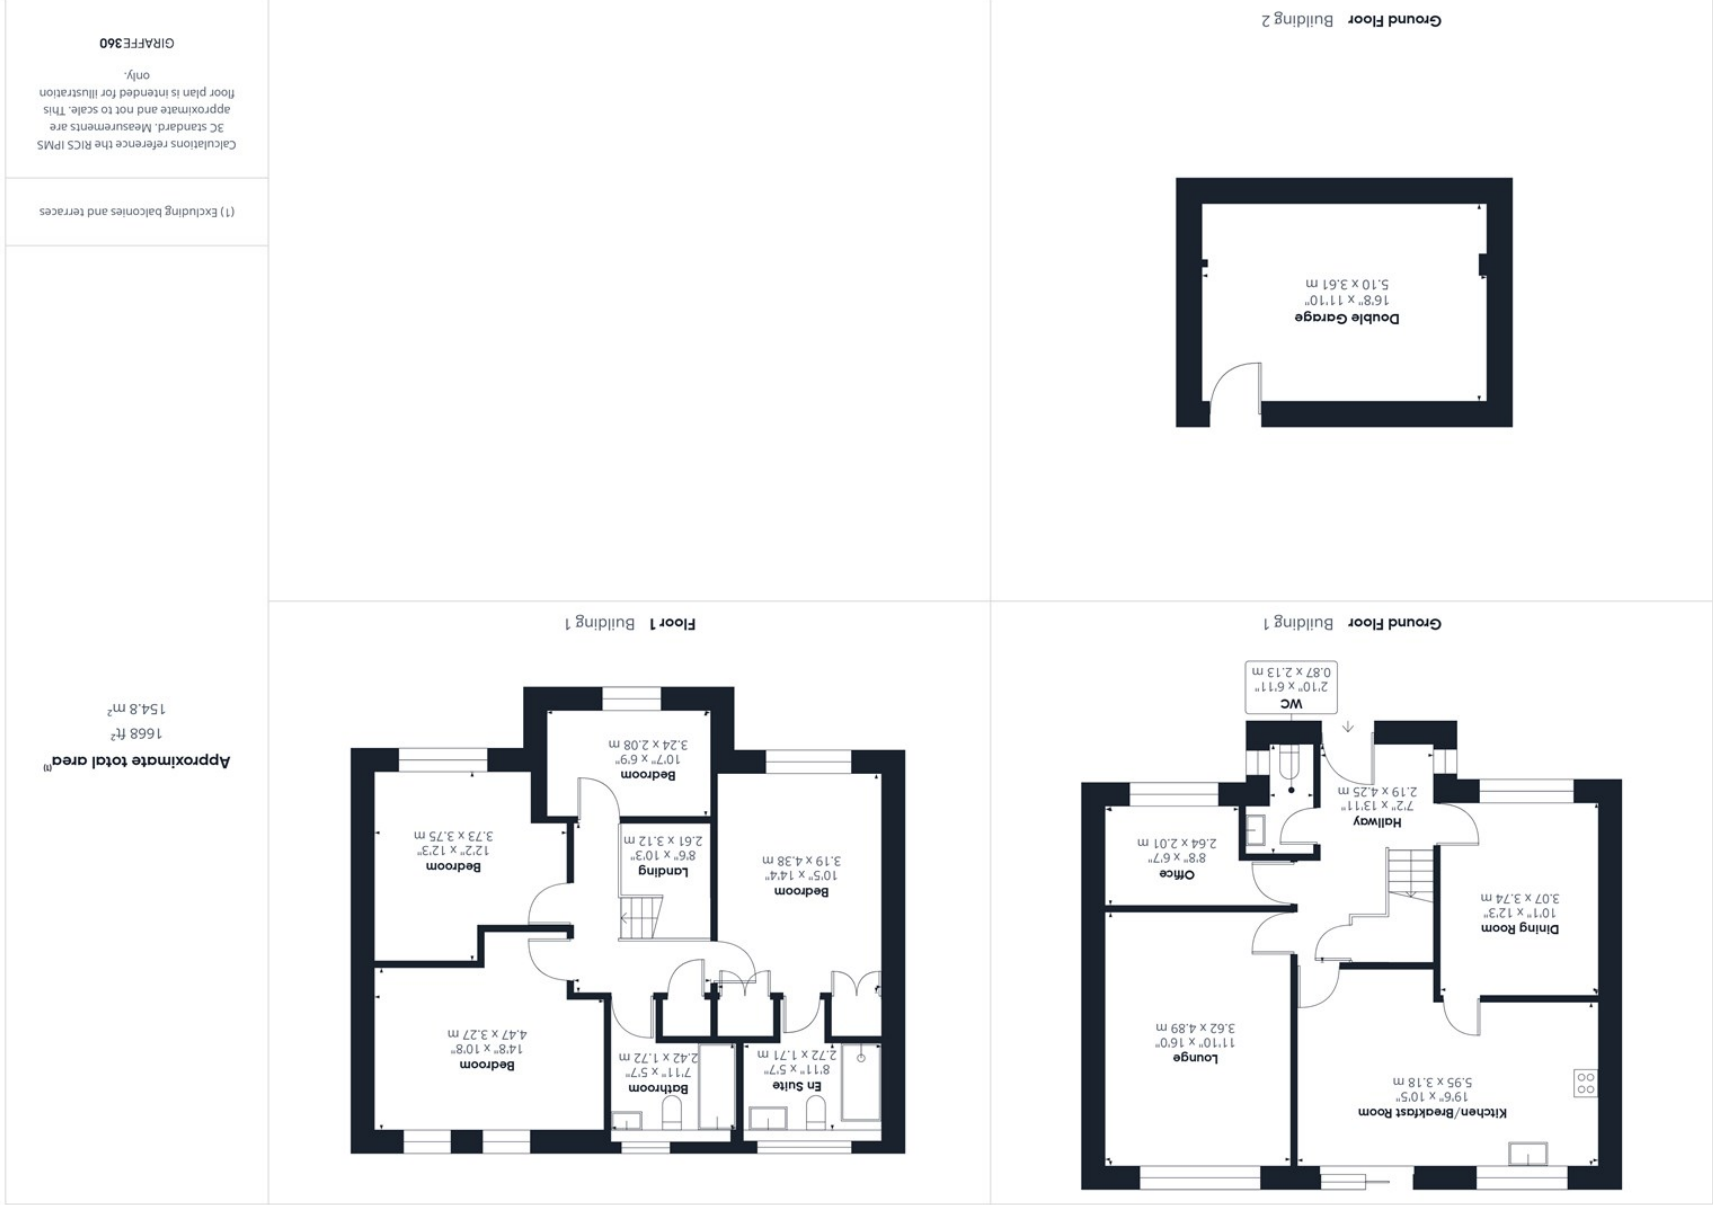 Kitchen/Breakfast Room
19'6" x 10'5"
5.95 x 3.18 m
Lounge
11'10" x 16'0"
3.62 x 4.89 m
Dining Room
10'1" x 12'3"
3.07 x 3.74 m
Office
8'8" x 6'7"
2.64 x 2.01 m
Hallway
7'2" x 13'11"
2.19 x 4.25 m
WC
2'10" x 6'11"
0.87 x 2.13 m
Ground Floor Building 1
En Suite
8'11" x 5'7"
2.72 x 1.71 m
Bathroom
7'11" x 5'7"
2.42 x 1.72 m
Bedroom
14'8" x 10'8"
4.47 x 3.27 m
Bedroom
10'5" x 14'4"
3.19 x 4.38 m
Landing
8'6" x 10'3"
2.61 x 3.12 m
Bedroom
12'2" x 12'3"
3.73 x 3.75 m
Bedroom
10'7" x 6'9"
3.24 x 2.08 m
Floor 1 Building 1
Double Garage
16'8" x 11'10"
5.10 x 3.61 m
Ground Floor Building 2
Approximate total area(1)
1668 ft²
154.8 m²
(1) Excluding balconies and terraces
Calculations reference the RICS IPMS
3C standard. Measurements are
approximate and not to scale. This
floor plan is intended for illustration
only.
GIRAFFE360